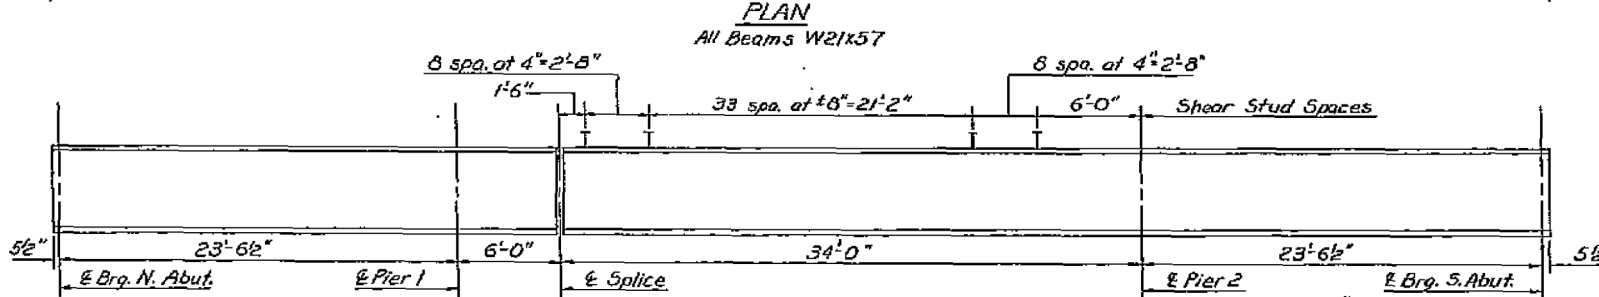 PLAN
All Beams W21x57
8 spa. at 4"=2'-8"
8 spa. at 4"=2'-8"
1'-6"
33 spa. at ±8"=21'-2"
6'-0"
Shear Stud Spaces
5½"
23'-6½"
6'-0"
34'-0"
23'-6½"
℄ Brg. N. Abut.
℄ Pier 1
℄ Splice
℄ Pier 2
℄ Brg. S. Abut.